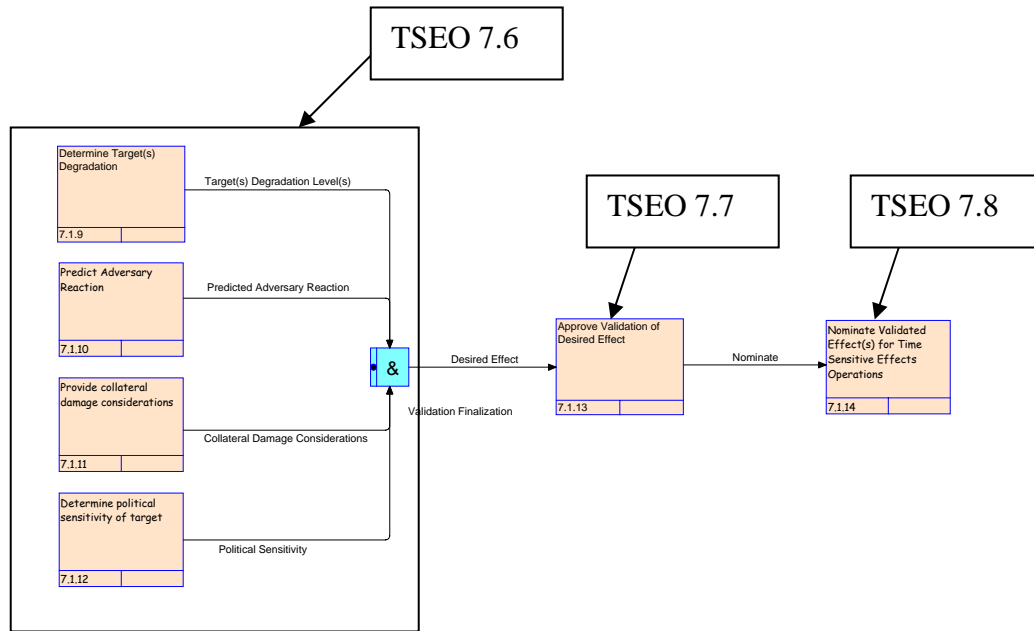 TSEO 7.6
Determine Target(s)
Degradation
7.1.9
Target(s) Degradation Level(s)
Predict Adversary
Reaction
7.1.10
Predicted Adversary Reaction
Provide collateral
damage considerations
7.1.11
Collateral Damage Considerations
Determine political
sensitivity of target
7.1.12
Political Sensitivity
&
Desired Effect
Validation Finalization
TSEO 7.7
Approve Validation of
Desired Effect
7.1.13
Nominate
TSEO 7.8
Nominate Validated
Effect(s) for Time
Sensitive Effects
Operations
7.1.14